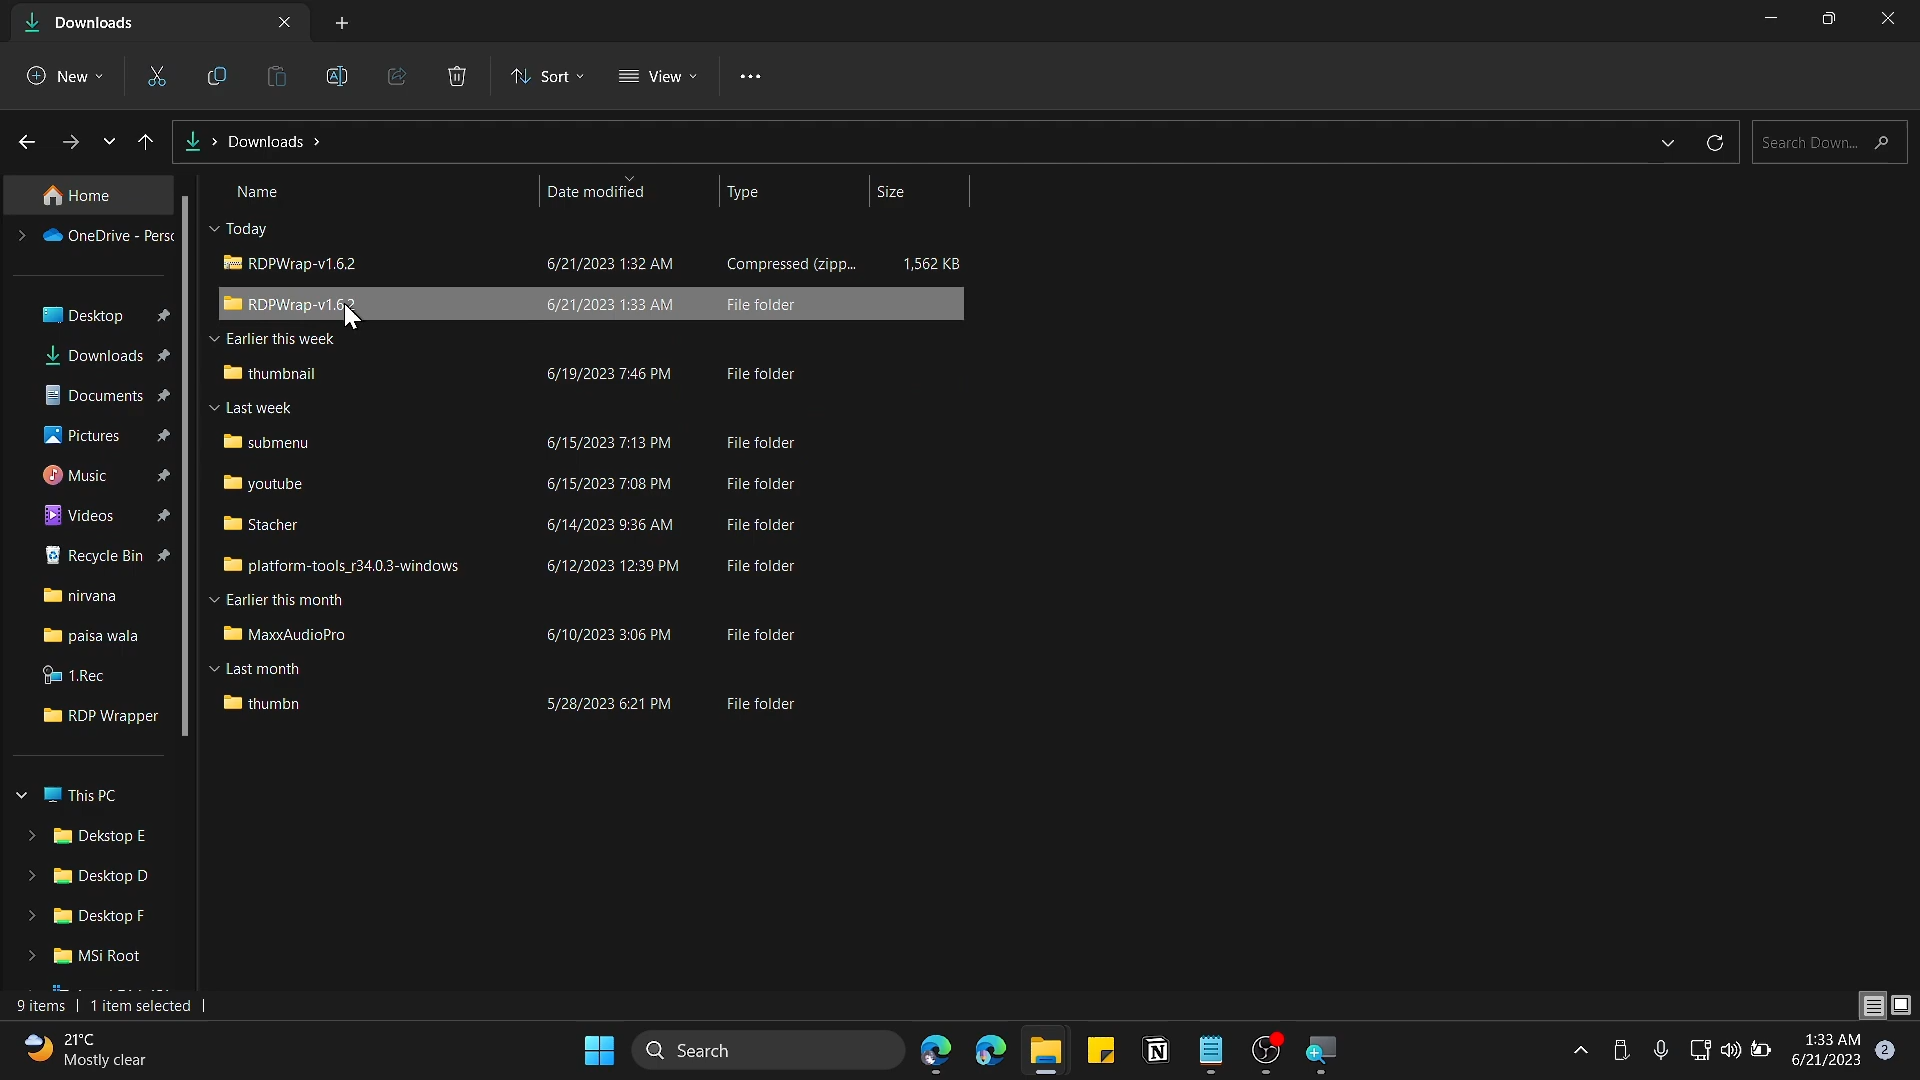 Downloads
New
Sort
View
Downloads
Search Down...
Home
OneDrive - Perso
Desktop
Downloads
Documents
Pictures
Music
Videos
Recycle Bin
nirvana
paisa wala
1.Rec
RDP Wrapper
This PC
Dekstop E
Desktop D
Desktop F
MSi Root
Name Date modified Type Size
Today
RDPWrap-v1.6.2 6/21/2023 1:32 AM Compressed (zipp... 1,562 KB
RDPWrap-v1.6.2 6/21/2023 1:33 AM File folder
Earlier this week
thumbnail 6/19/2023 7:46 PM File folder
Last week
submenu 6/15/2023 7:13 PM File folder
youtube 6/15/2023 7:08 PM File folder
Stacher 6/14/2023 9:36 AM File folder
platform-tools_r34.0.3-windows 6/12/2023 12:39 PM File folder
Earlier this month
MaxxAudioPro 6/10/2023 3:06 PM File folder
Last month
thumbn 5/28/2023 6:21 PM File folder
9 items 1 item selected
21°C
Mostly clear
Search
1:33 AM
6/21/2023
2